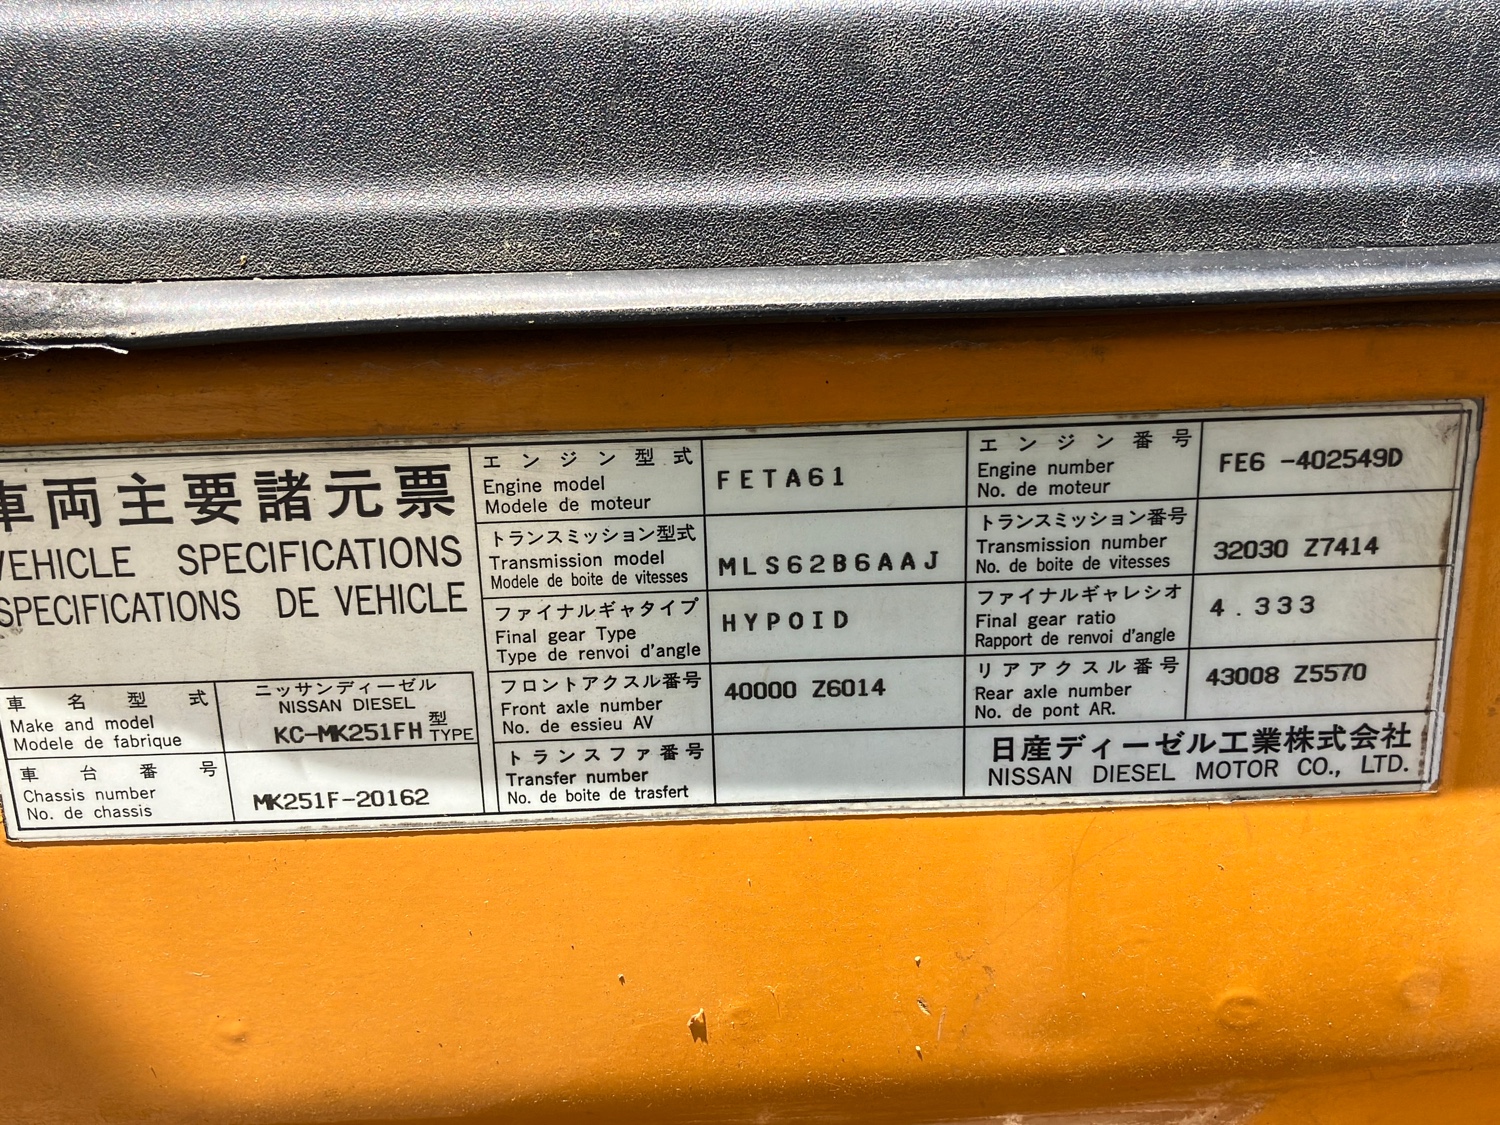 車両主要諸元票
VEHICLE SPECIFICATIONS
SPECIFICATIONS DE VEHICLE
車名型式
Make and model
Modele de fabrique
ニッサンディーゼル
NISSAN DIESEL
KC-MK251FH 型
TYPE
車台番号
Chassis number
No. de chassis
MK251F-20162
エンジン型式
Engine model
Modele de moteur
FETA61
エンジン番号
Engine number
No. de moteur
FE6 -402549D
トランスミッション型式
Transmission model
Modele de boite de vitesses
MLS62B6AAJ
トランスミッション番号
Transmission number
No. de boite de vitesses
32030 Z7414
ファイナルギャタイプ
Final gear Type
Type de renvoi d'angle
HYPOID
ファイナルギャレシオ
Final gear ratio
Rapport de renvoi d'angle
4.333
フロントアクスル番号
Front axle number
No. de essieu AV
40000 Z6014
リアアクスル番号
Rear axle number
No. de pont AR.
43008 Z5570
トランスファ番号
Transfer number
No. de boite de trasfert
日産ディーゼル工業株式会社
NISSAN DIESEL MOTOR CO., LTD.